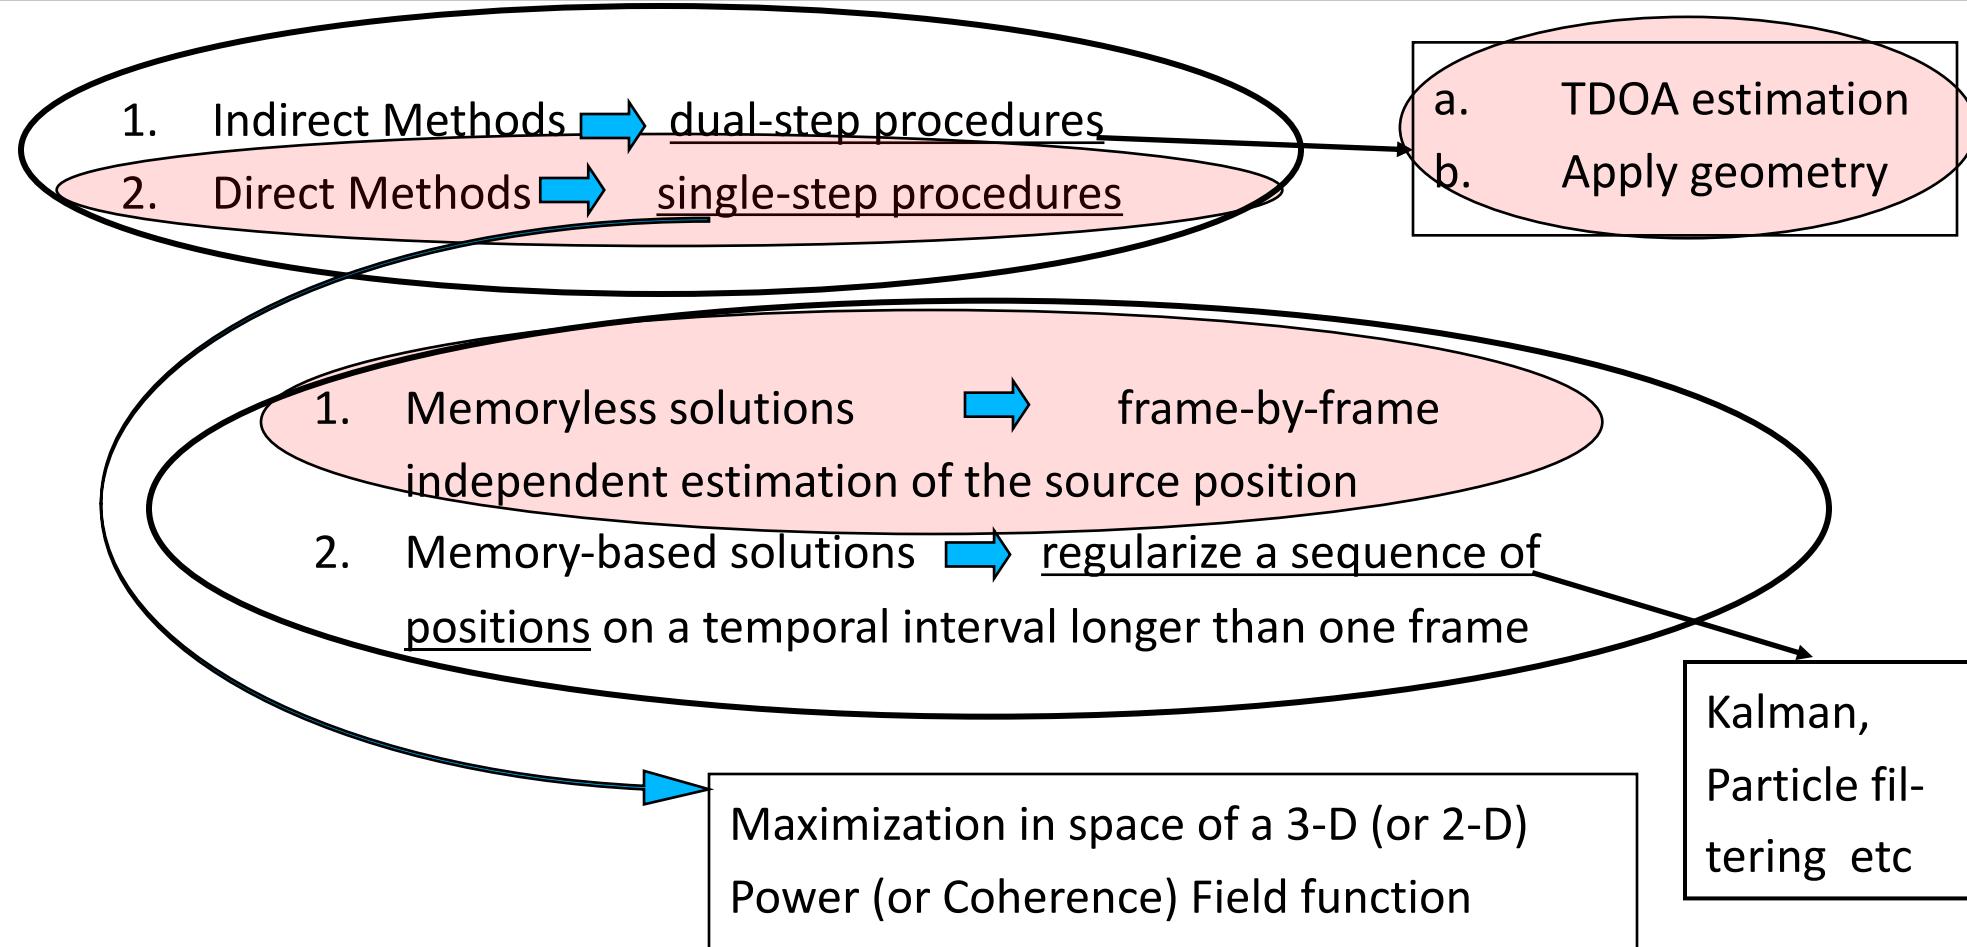 1. Indirect Methods dual-step procedures
2. Direct Methods single-step procedures
a. TDOA estimation
b. Apply geometry
1. Memoryless solutions frame-by-frame
independent estimation of the source position
2. Memory-based solutions regularize a sequence of
positions on a temporal interval longer than one frame
Kalman,
Particle fil-
tering etc
Maximization in space of a 3-D (or 2-D)
Power (or Coherence) Field function